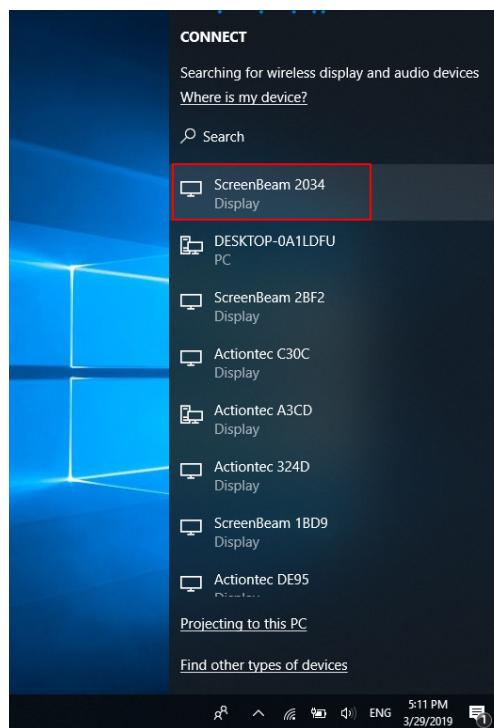 CONNECT
Searching for wireless display and audio devices
Where is my device?
Search
ScreenBeam 2034
Display
DESKTOP-0A1LDFU
PC
ScreenBeam 2BF2
Display
Actiontec C30C
Display
Actiontec A3CD
Display
Actiontec 324D
Display
ScreenBeam 1BD9
Display
Actiontec DE95
Projecting to this PC
Find other types of devices
ENG
5:11 PM
3/29/2019
1